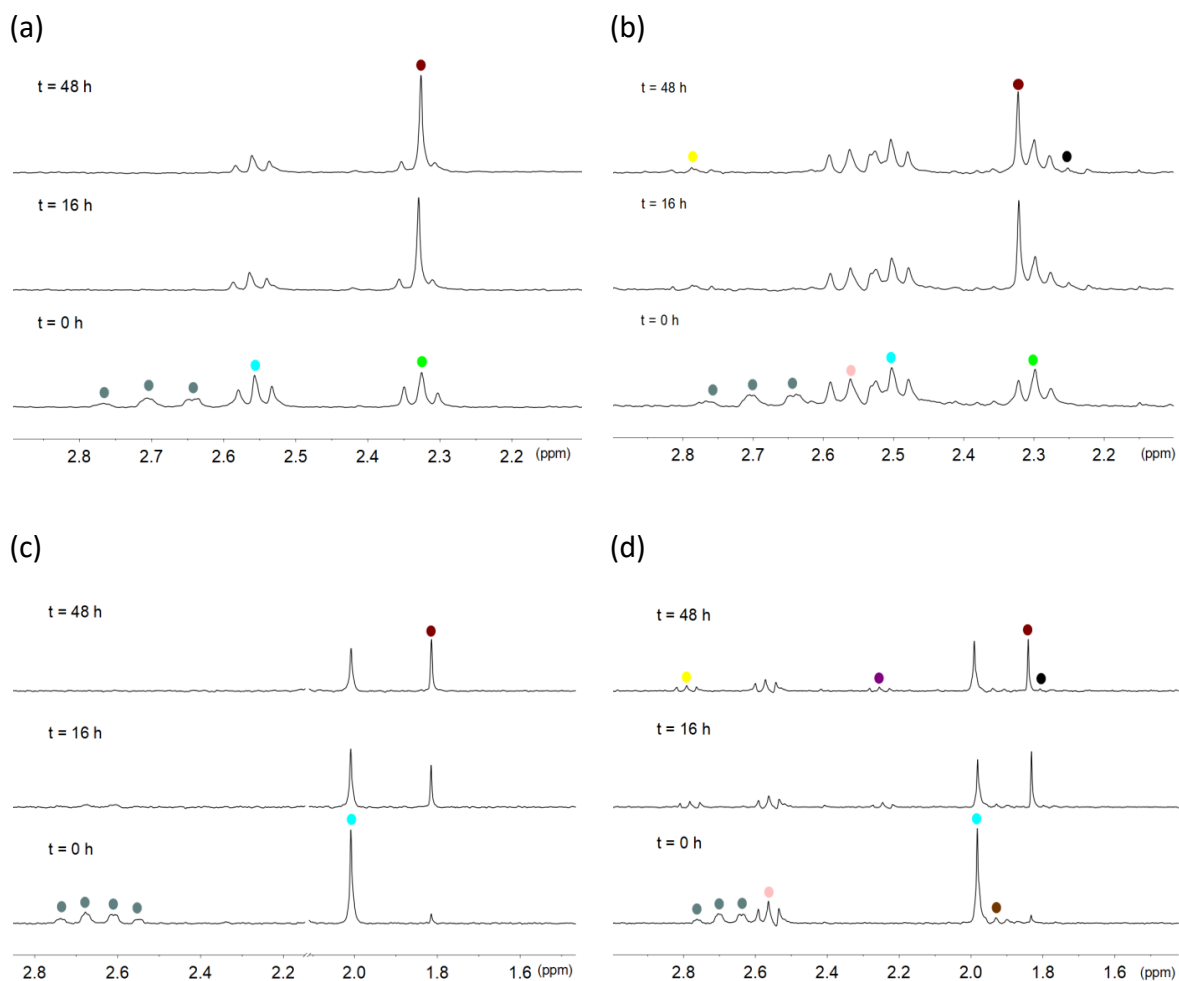 (a)
t = 48 h
t = 16 h
t = 0 h
2.8 2.7 2.6 2.5 2.4 2.3 2.2 (ppm)
(b)
t = 48 h
t = 16 h
t = 0 h
2.8 2.7 2.6 2.5 2.4 2.3 2.2 (ppm)
(c)
t = 48 h
t = 16 h
t = 0 h
2.8 2.6 2.4 2.2 2.0 1.8 1.6 (ppm)
(d)
t = 48 h
t = 16 h
t = 0 h
2.8 2.6 2.4 2.2 2.0 1.8 1.6 (ppm)